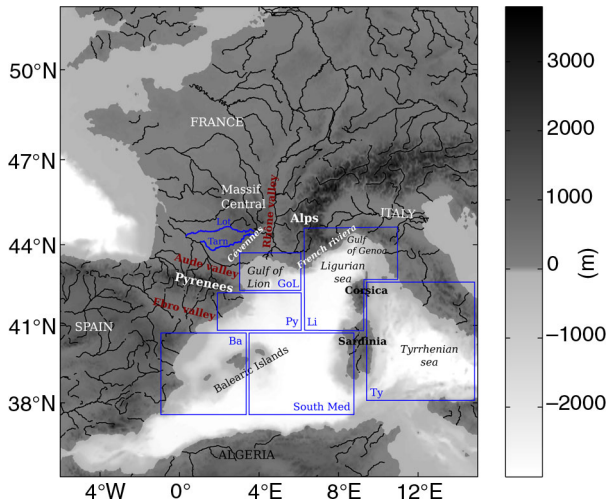 50°N
47°N
44°N
41°N
38°N
4°W
0°
4°E
8°E
12°E
FRANCE
Massif
Central
Rhône valley
Alps
ITALY
Lot
Tarn
Cévennes
French riviera
Gulf
of Genoa
Aude valley
Gulf of
Lion
GoL
Ligurian
sea
Pyrenees
Corsica
Ebro valley
SPAIN
Py
Li
Ba
Sardinia
Balearic Islands
Tyrrhenian
sea
South Med
Ty
ALGERIA
3000
2000
1000
0
−1000
−2000
(m)